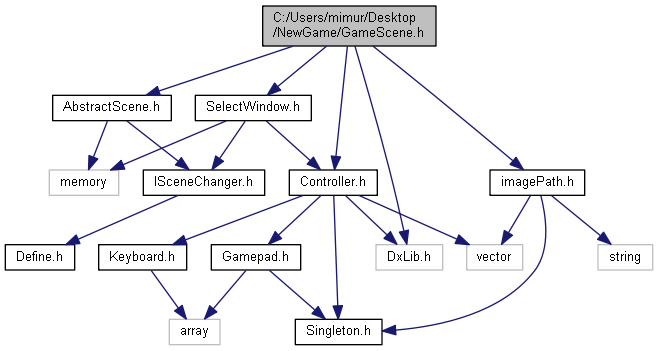 C:/Users/mimur/Desktop
/NewGame/GameScene.h
AbstractScene.h
SelectWindow.h
memory
ISceneChanger.h
Controller.h
imagePath.h
Define.h
Keyboard.h
Gamepad.h
DxLib.h
vector
string
array
Singleton.h